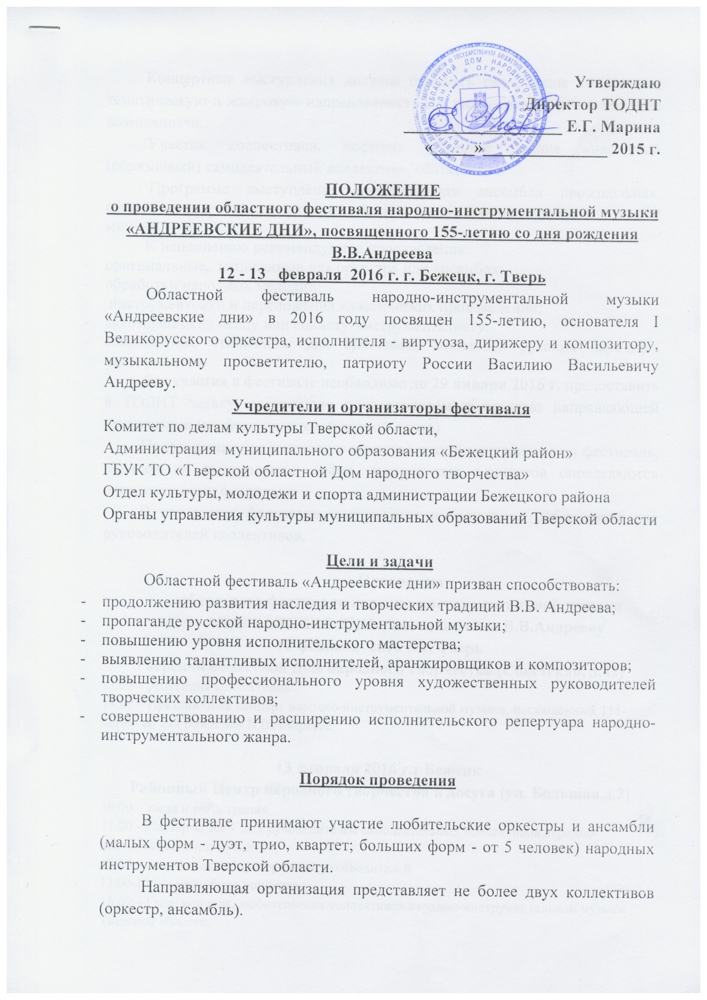 Утверждаю
Директор ТОДНТ
Е.Г. Марина
« » 2015 г.
ПОЛОЖЕНИЕ
о проведении областного фестиваля народно-инструментальной музыки
«АНДРЕЕВСКИЕ ДНИ», посвященного 155-летию со дня рождения
В.В.Андреева
12 - 13 февраля 2016 г. г. Бежецк, г. Тверь
Областной фестиваль народно-инструментальной музыки
«Андреевские дни» в 2016 году посвящен 155-летию, основателя I
Великорусского оркестра, исполнителя - виртуоза, дирижеру и композитору,
музыкальному просветителю, патриоту России Василию Васильевичу
Андрееву.
Учредители и организаторы фестиваля
Комитет по делам культуры Тверской области,
Администрация муниципального образования «Бежецкий район»
ГБУК ТО «Тверской областной Дом народного творчества»
Отдел культуры, молодежи и спорта администрации Бежецкого района
Органы управления культуры муниципальных образований Тверской области
Цели и задачи
Областной фестиваль «Андреевские дни» призван способствовать:
- продолжению развития наследия и творческих традиций В.В. Андреева;
- пропаганде русской народно-инструментальной музыки;
- повышению уровня исполнительского мастерства;
- выявлению талантливых исполнителей, аранжировщиков и композиторов;
- повышению профессионального уровня художественных руководителей
творческих коллективов;
- совершенствованию и расширению исполнительского репертуара народно-
инструментального жанра.
Порядок проведения
В фестивале принимают участие любительские оркестры и ансамбли
(малых форм - дуэт, трио, квартет; больших форм - от 5 человек) народных
инструментов Тверской области.
Направляющая организация представляет не более двух коллективов
(оркестр, ансамбль).